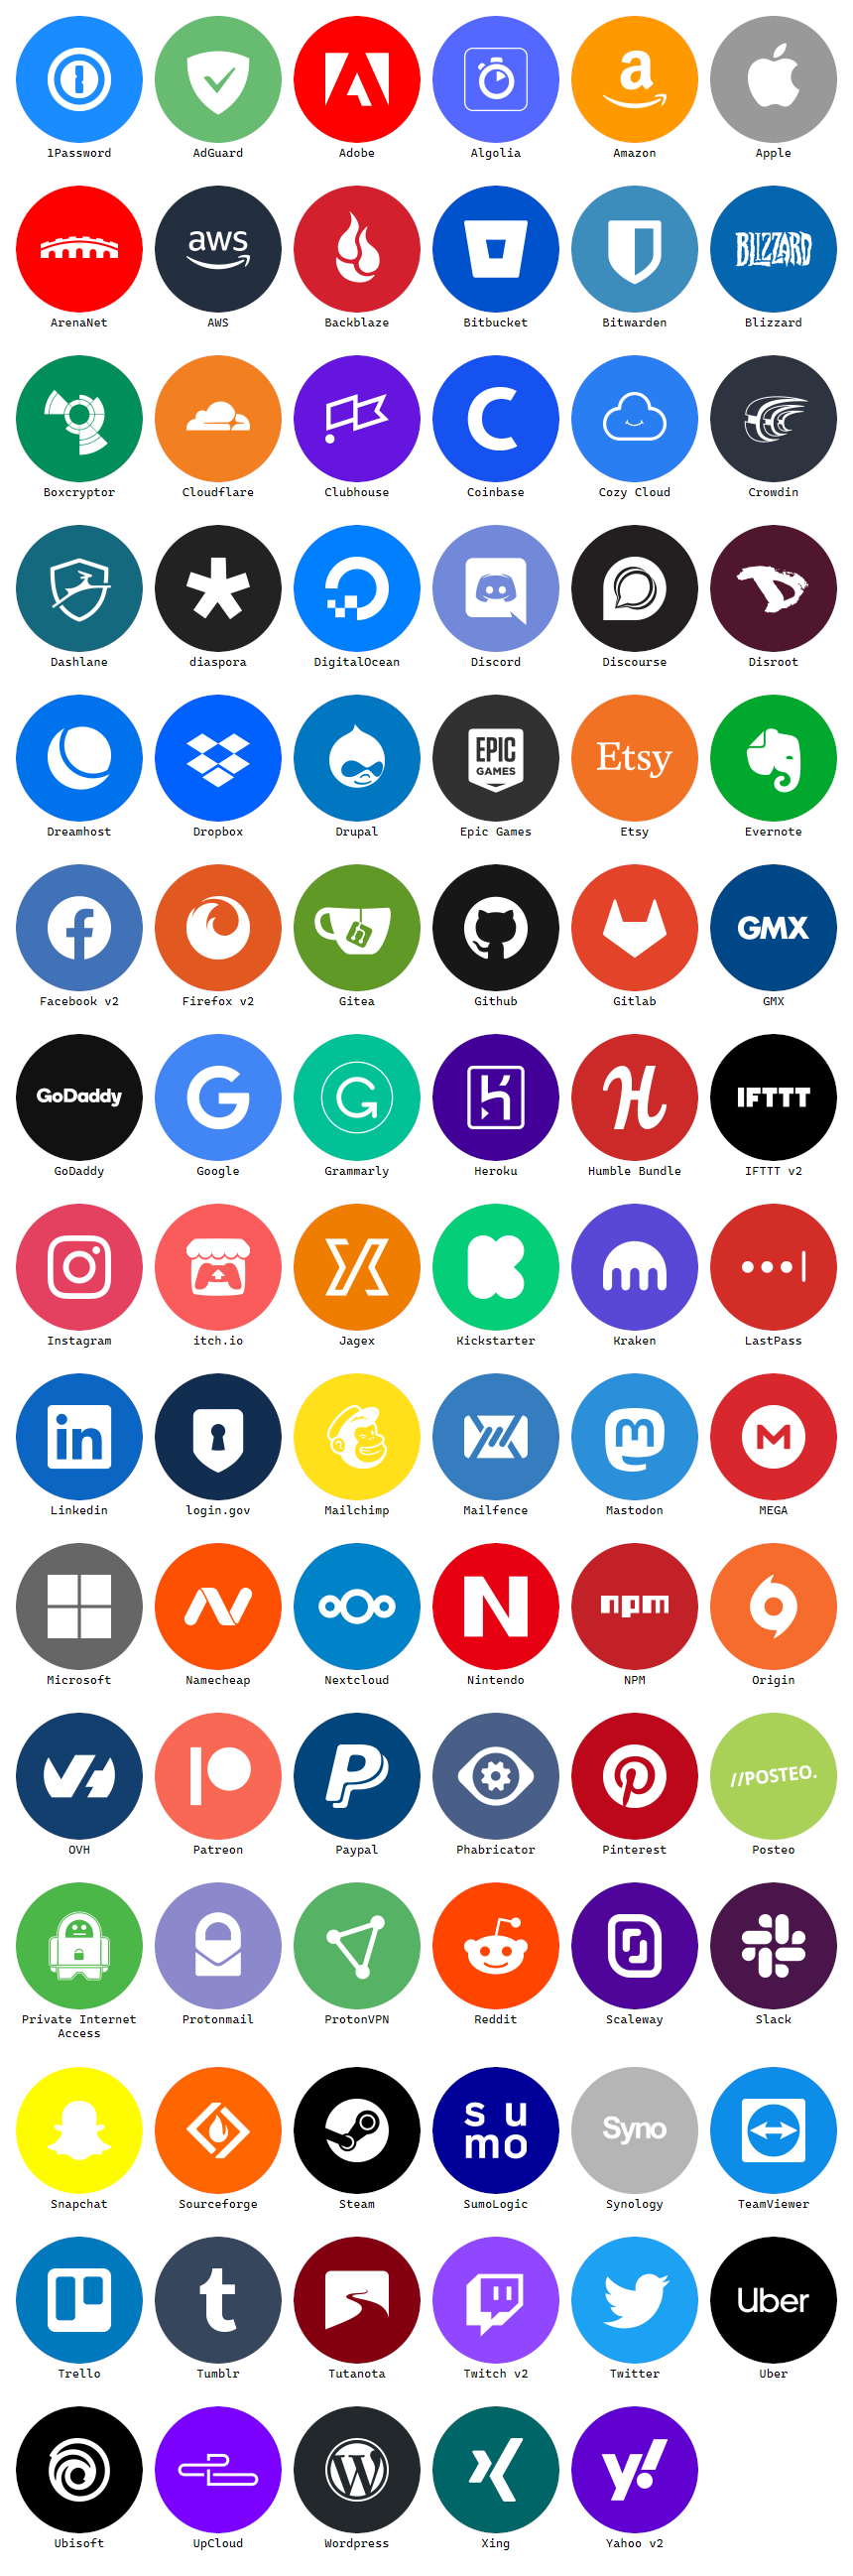 1Password AdGuard Adobe Algolia Amazon Apple
aws BLIZZARD
ArenaNet AWS Backblaze Bitbucket Bitwarden Blizzard
Boxcryptor Cloudflare Clubhouse Coinbase Cozy Cloud Crowdin
Dashlane diaspora DigitalOcean Discord Discourse Disroot
EPIC GAMES Etsy
Dreamhost Dropbox Drupal Epic Games Etsy Evernote
GMX
Facebook v2 Firefox v2 Gitea Github Gitlab GMX
GoDaddy G G H IFTTT
GoDaddy Google Grammarly Heroku Humble Bundle IFTTT v2
Instagram itch.io Jagex Kickstarter Kraken LastPass
in m M
Linkedin login.gov Mailchimp Mailfence Mastodon MEGA
N npm
Microsoft Namecheap Nextcloud Nintendo NPM Origin
P //POSTEO.
OVH Patreon Paypal Phabricator Pinterest Posteo
Private Internet Access Protonmail ProtonVPN Reddit Scaleway Slack
su mo Syno
Snapchat Sourceforge Steam SumoLogic Synology TeamViewer
t Uber
Trello Tumblr Tutanota Twitch v2 Twitter Uber
W y!
Ubisoft UpCloud Wordpress Xing Yahoo v2